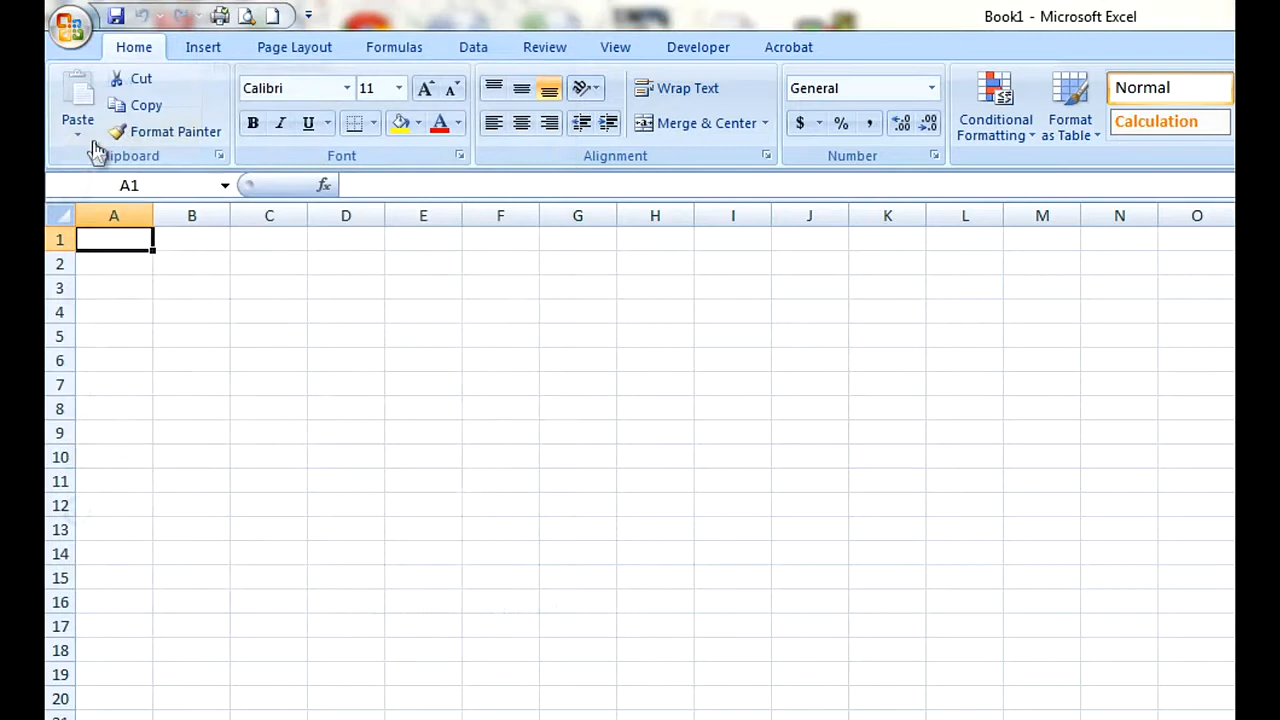 Book1 - Microsoft Excel
Home Insert Page Layout Formulas Data Review View Developer Acrobat
Paste
Cut
Copy
Format Painter
Calibri 11
B I U A
Wrap Text
Merge & Center
General
$ % ,
Conditional Formatting
Format as Table
Normal
Calculation
Font Alignment Number
A1 fx
A B C D E F G H I J K L M N O
1
2
3
4
5
6
7
8
9
10
11
12
13
14
15
16
17
18
19
20